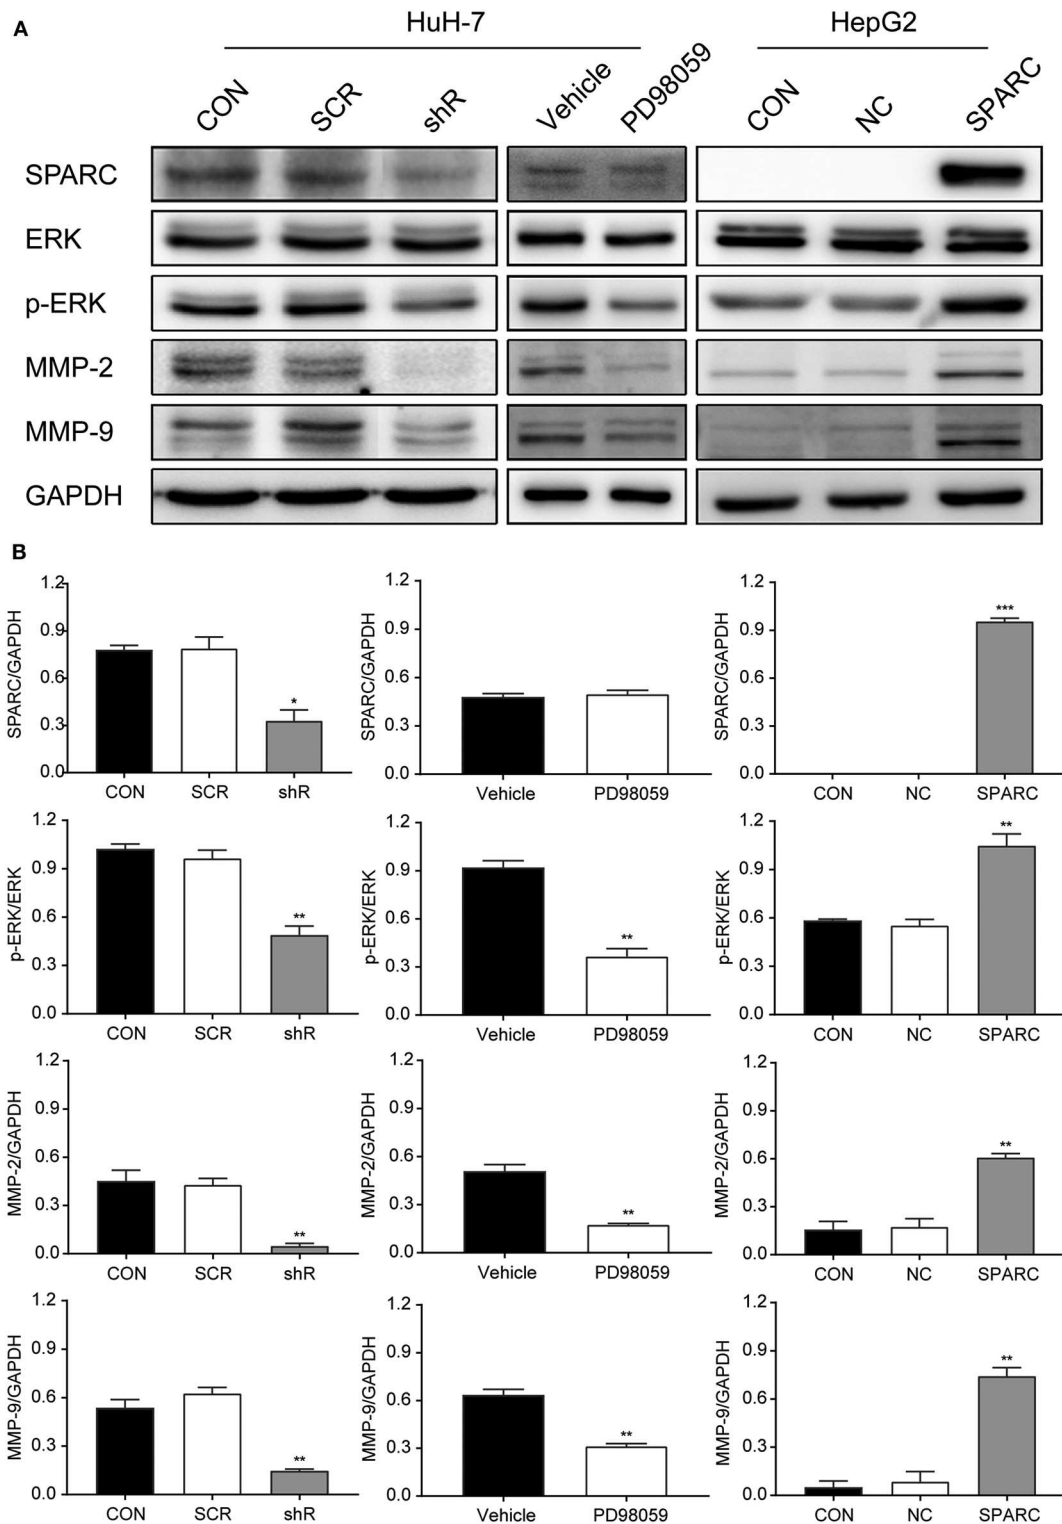 A
HuH-7
HepG2
CON SCR shR Vehicle PD98059 CON NC SPARC
SPARC
ERK
p-ERK
MMP-2
MMP-9
GAPDH
B
SPARC/GAPDH
1.2
0.9
0.6
0.3
0.0
*
CON SCR shR
SPARC/GAPDH
1.2
0.9
0.6
0.3
0.0
Vehicle PD98059
SPARC/GAPDH
1.2
0.9
0.6
0.3
0.0
***
CON NC SPARC
p-ERK/ERK
1.2
0.9
0.6
0.3
0.0
**
CON SCR shR
p-ERK/ERK
1.2
0.9
0.6
0.3
0.0
**
Vehicle PD98059
p-ERK/ERK
1.2
0.9
0.6
0.3
0.0
**
CON NC SPARC
MMP-2/GAPDH
1.2
0.9
0.6
0.3
0.0
**
CON SCR shR
MMP-2/GAPDH
1.2
0.9
0.6
0.3
0.0
**
Vehicle PD98059
MMP-2/GAPDH
1.2
0.9
0.6
0.3
0.0
**
CON NC SPARC
MMP-9/GAPDH
1.2
0.9
0.6
0.3
0.0
**
CON SCR shR
MMP-9/GAPDH
1.2
0.9
0.6
0.3
0.0
**
Vehicle PD98059
MMP-9/GAPDH
1.2
0.9
0.6
0.3
0.0
**
CON NC SPARC